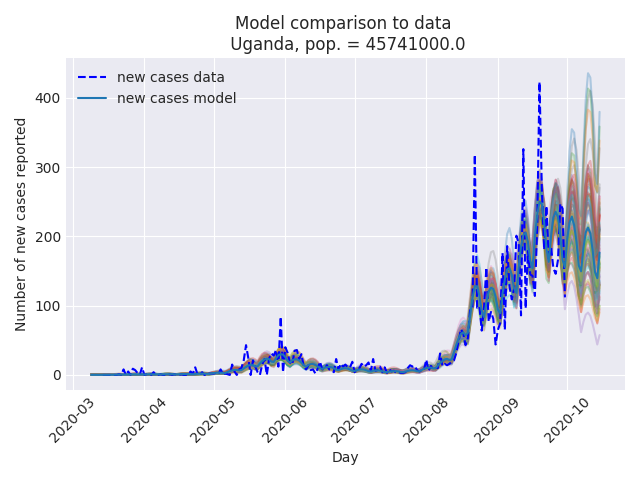 Model comparison to data
Uganda, pop. = 45741000.0
new cases data
new cases model
Number of new cases reported
400
300
200
100
0
2020-03
2020-04
2020-05
2020-06
2020-07
2020-08
2020-09
2020-10
Day